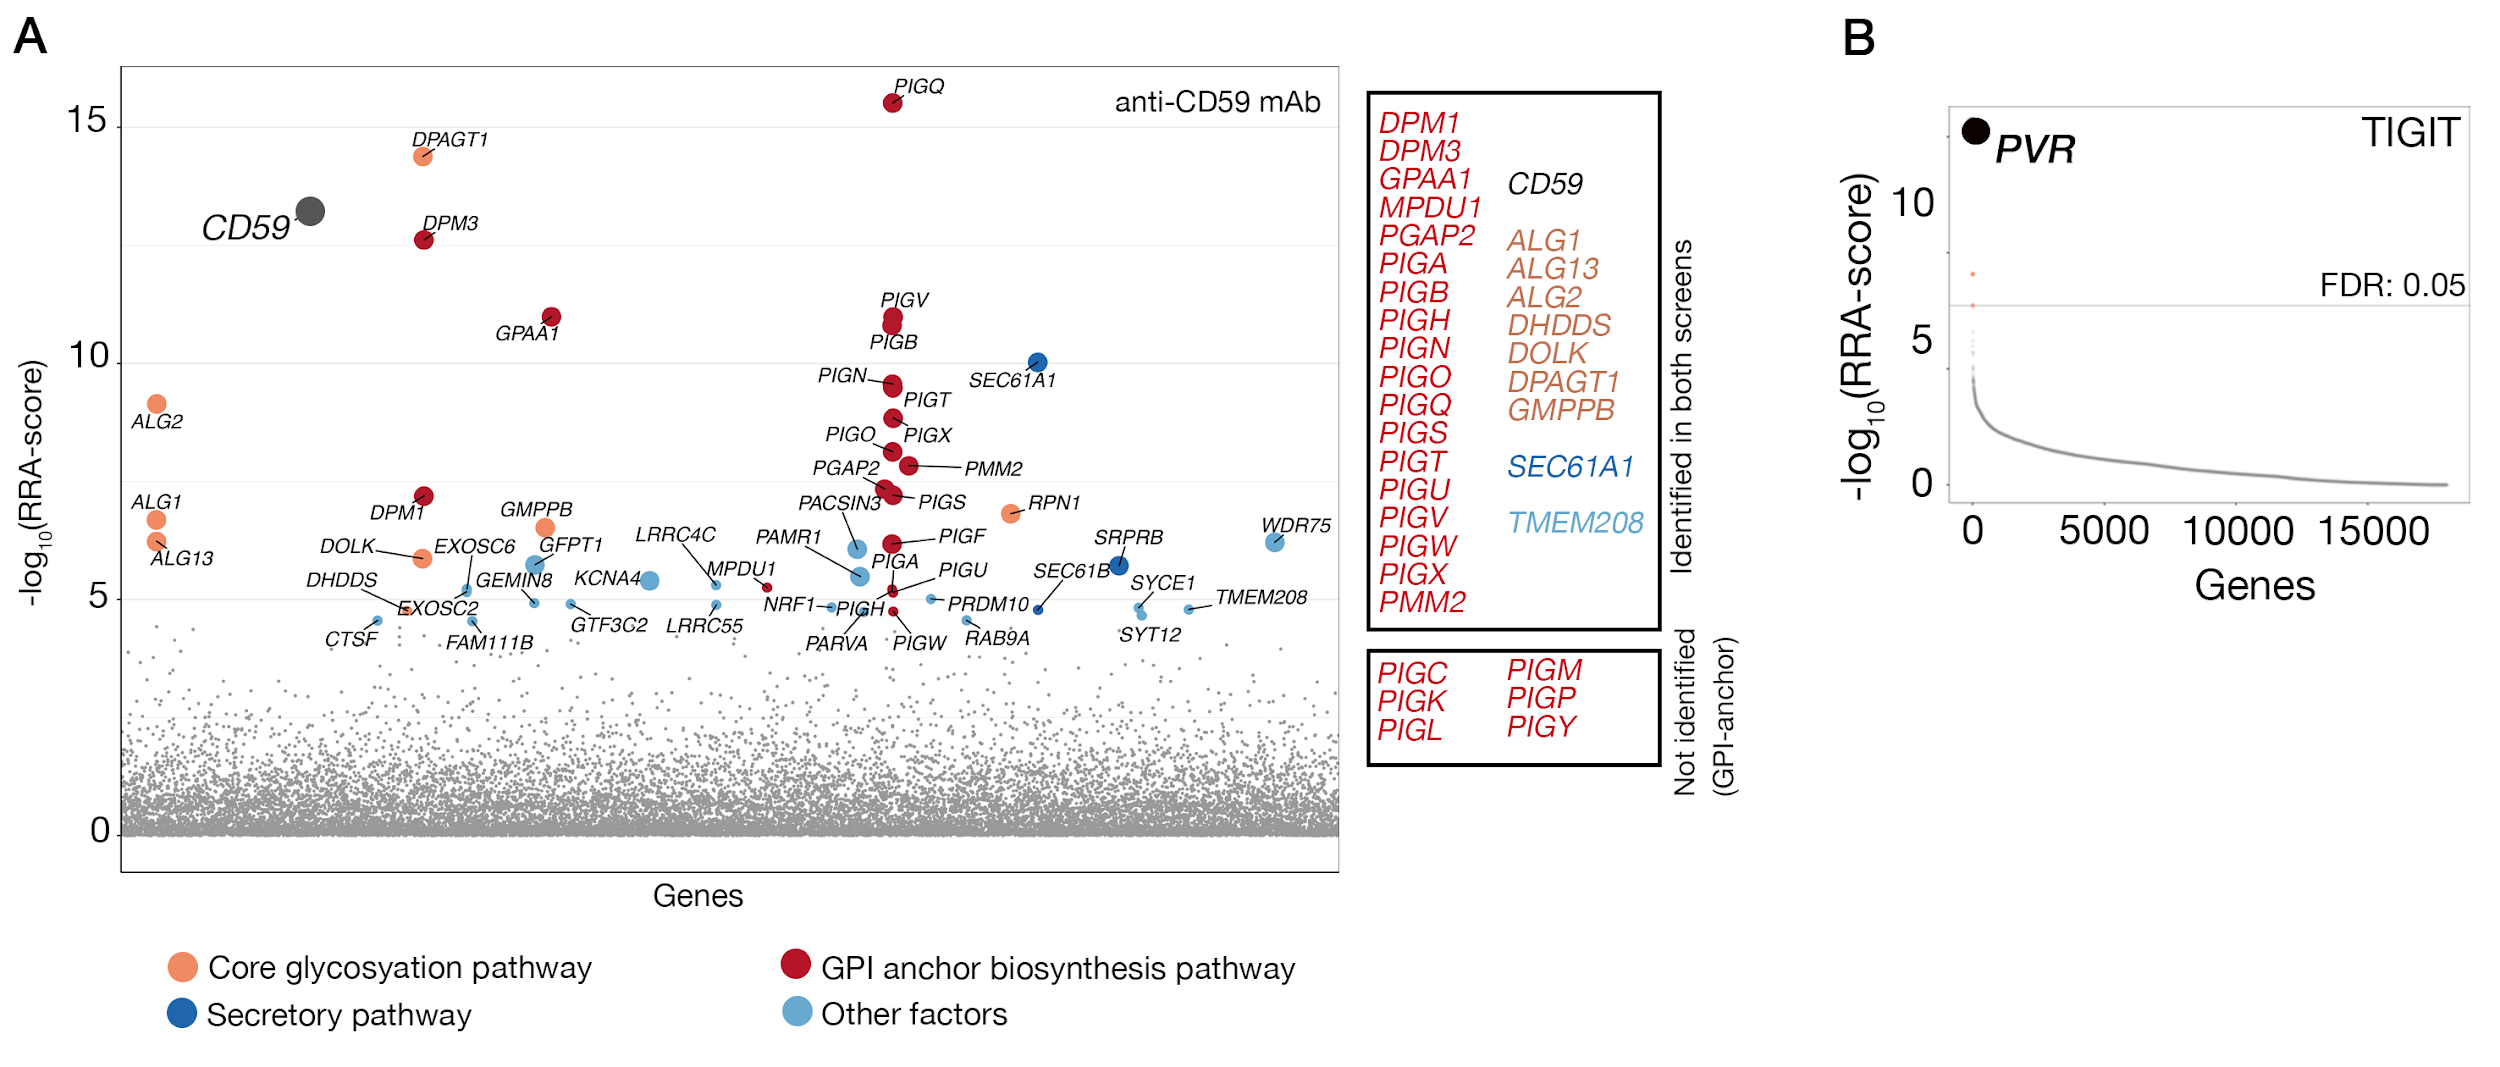 A
anti-CD59 mAb
15
10
5
0
-log10(RRA-score)
Genes
PIGQ
DPAGT1
CD59
DPM3
PIGV
GPAA1
PIGB
PIGN
SEC61A1
PIGT
ALG2
PIGO
PIGX
PGAP2
PMM2
ALG1
DPM1
GMPPB
PACSIN3
PIGS
RPN1
ALG13
DOLK
EXOSC6
GFPT1
LRRC4C
PAMR1
PIGF
SRPRB
WDR75
DHHDS
GEMIN8
KCNA4
MPDU1
PIGA
PIGU
SEC61B
SYCE1
EXOSC2
NRF1
PIGH
PRDM10
TMEM208
CTSF
FAM111B
GTF3C2
LRRC55
PARVA
PIGW
RAB9A
SYT12
Core glycosyation pathway
GPI anchor biosynthesis pathway
Secretory pathway
Other factors
DPM1
DPM3
GPAA1
MPDU1
PGAP2
PIGA
PIGB
PIGH
PIGN
PIGO
PIGQ
PIGS
PIGT
PIGU
PIGV
PIGW
PIGX
PMM2
CD59
ALG1
ALG13
ALG2
DHDDS
DOLK
DPAGT1
GMPPB
SEC61A1
TMEM208
Identified in both screens
PIGC
PIGK
PIGL
PIGM
PIGP
PIGY
Not identified
(GPI-anchor)
B
TIGIT
PVR
FDR: 0.05
-log10(RRA-score)
10
5
0
0 5000 10000 15000
Genes